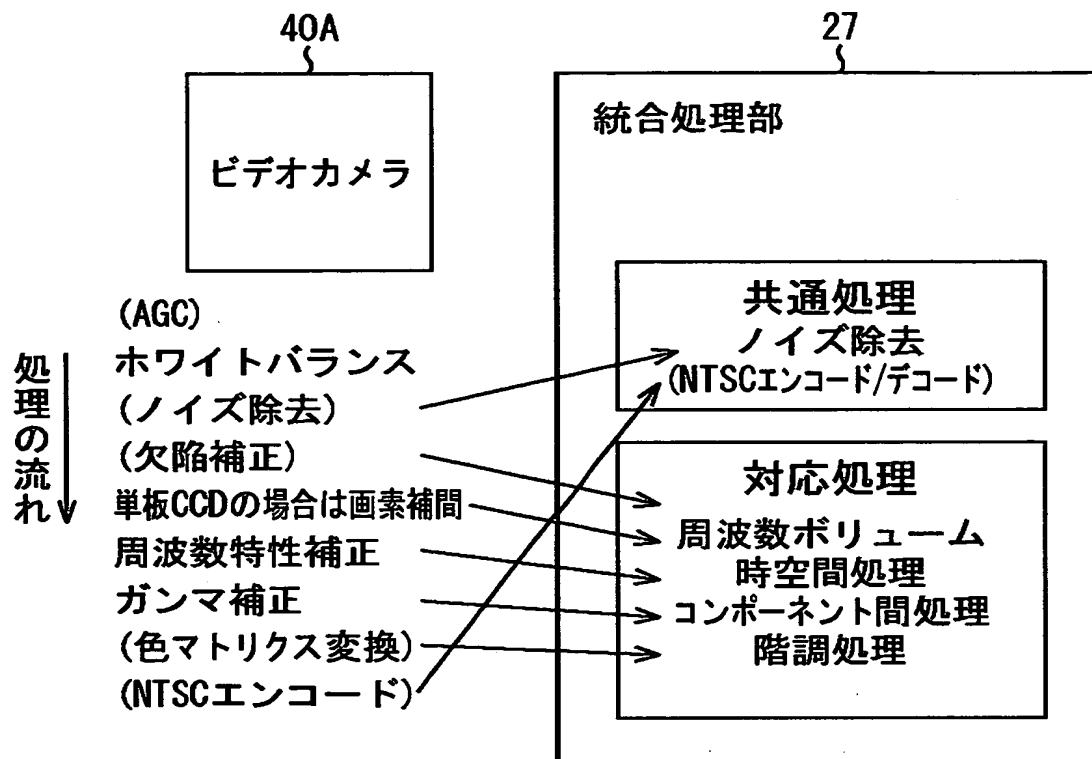 40A
27
ビデオカメラ
統合処理部
処理の流れ
(AGC)
ホワイトバランス
(ノイズ除去)
(欠陥補正)
単板CCDの場合は画素補間
周波数特性補正
ガンマ補正
(色マトリクス変換)
(NTSCエンコード)
共通処理
ノイズ除去
(NTSCエンコード/デコード)
対応処理
周波数ボリューム
時空間処理
コンポーネント間処理
階調処理